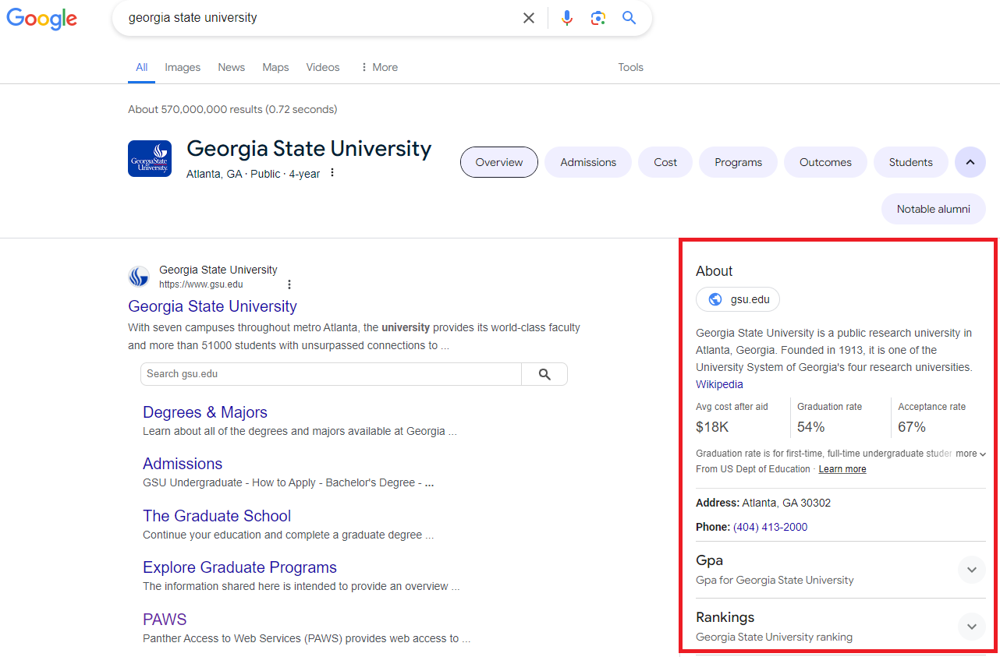 Google
georgia state university
All Images News Maps Videos More Tools
About 570,000,000 results (0.72 seconds)
GeorgiaState
University.
Georgia State University
Atlanta, GA · Public · 4-year
Overview Admissions Cost Programs Outcomes Students
Notable alumni
Georgia State University
https://www.gsu.edu
Georgia State University
With seven campuses throughout metro Atlanta, the university provides its world-class faculty
and more than 51000 students with unsurpassed connections to ...
Search gsu.edu
Degrees & Majors
Learn about all of the degrees and majors available at Georgia ...
Admissions
GSU Undergraduate - How to Apply - Bachelor's Degree - ...
The Graduate School
Continue your education and complete a graduate degree ...
Explore Graduate Programs
The information shared here is intended to provide an overview ...
PAWS
Panther Access to Web Services (PAWS) provides web access to ...
About
gsu.edu
Georgia State University is a public research university in
Atlanta, Georgia. Founded in 1913, it is one of the
University System of Georgia's four research universities.
Wikipedia
Avg cost after aid Graduation rate Acceptance rate
$18K 54% 67%
Graduation rate is for first-time, full-time undergraduate studer more
From US Dept of Education · Learn more
Address: Atlanta, GA 30302
Phone: (404) 413-2000
Gpa
Gpa for Georgia State University
Rankings
Georgia State University ranking